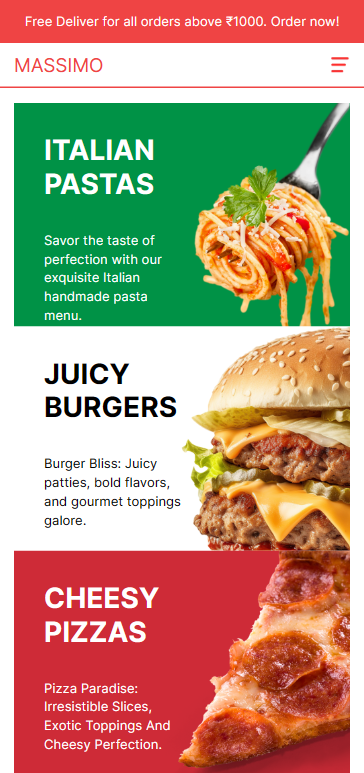 Free Deliver for all orders above ₹1000. Order now!
MASSIMO
ITALIAN
PASTAS
Savor the taste of
perfection with our
exquisite Italian
handmade pasta
menu.
JUICY
BURGERS
Burger Bliss: Juicy
patties, bold flavors,
and gourmet toppings
galore.
CHEESY
PIZZAS
Pizza Paradise:
Irresistible Slices,
Exotic Toppings And
Cheesy Perfection.